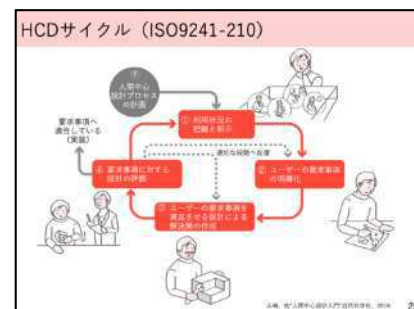 HCDサイクル（ISO9241-210）
人間中心
設計プロセス
の計画
① 利用状況の
把握と明示
要求事項へ
適合している
（実装）
適切な段階へ反復
④ 要求事項に対する
設計の評価
② ユーザーの要求事項
の明確化
③ ユーザーの要求事項を
満足させる設計による
解決策の作成
"人間中心設計入門"近代科学社, 2016